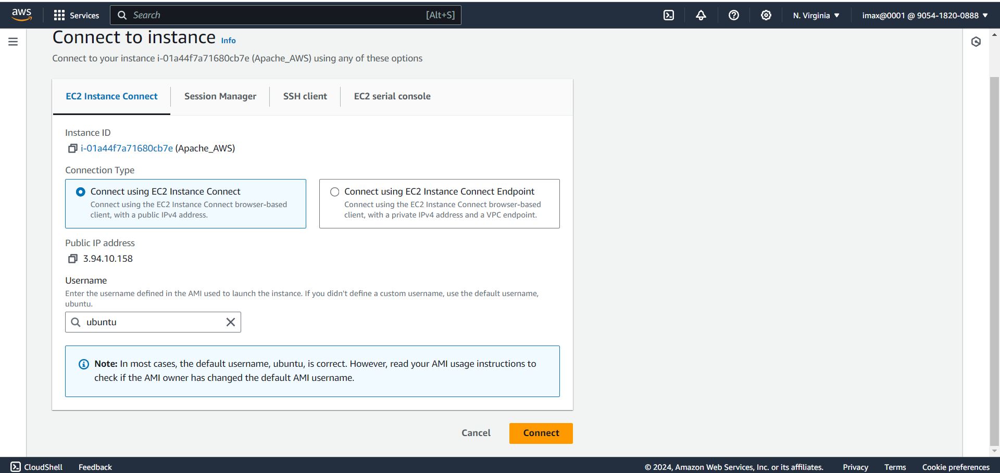 aws
Services
Search
[Alt+S]
N. Virginia
imax@0001 @ 9054-1820-0888
Connect to instance Info
Connect to your instance i-01a44f7a71680cb7e (Apache_AWS) using any of these options
EC2 Instance Connect
Session Manager
SSH client
EC2 serial console
Instance ID
i-01a44f7a71680cb7e (Apache_AWS)
Connection Type
Connect using EC2 Instance Connect
Connect using the EC2 Instance Connect browser-based
client, with a public IPv4 address.
Connect using EC2 Instance Connect Endpoint
Connect using the EC2 Instance Connect browser-based
client, with a private IPv4 address and a VPC endpoint.
Public IP address
3.94.10.158
Username
Enter the username defined in the AMI used to launch the instance. If you didn't define a custom username, use the default username,
ubuntu.
ubuntu
Note: In most cases, the default username, ubuntu, is correct. However, read your AMI usage instructions to
check if the AMI owner has changed the default AMI username.
Cancel
Connect
CloudShell
Feedback
© 2024, Amazon Web Services, Inc. or its affiliates.
Privacy
Terms
Cookie preferences